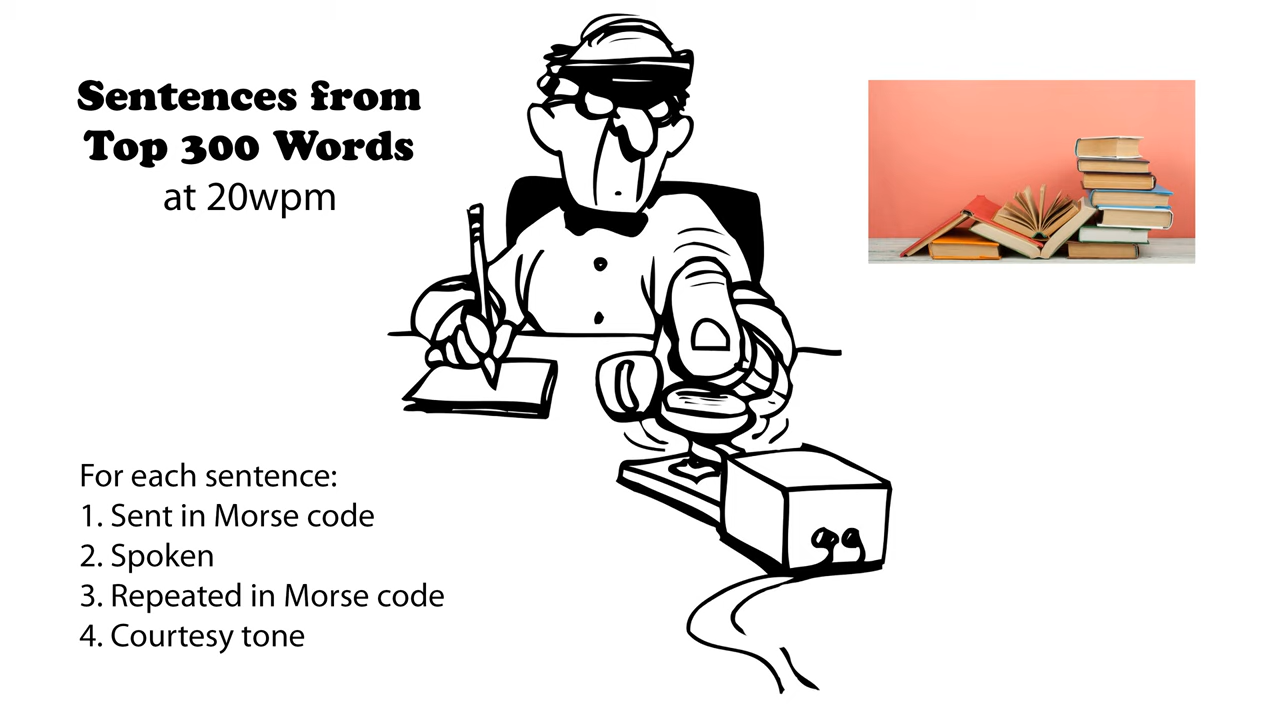 Sentences from
Top 300 Words
at 20wpm
For each sentence:
1. Sent in Morse code
2. Spoken
3. Repeated in Morse code
4. Courtesy tone